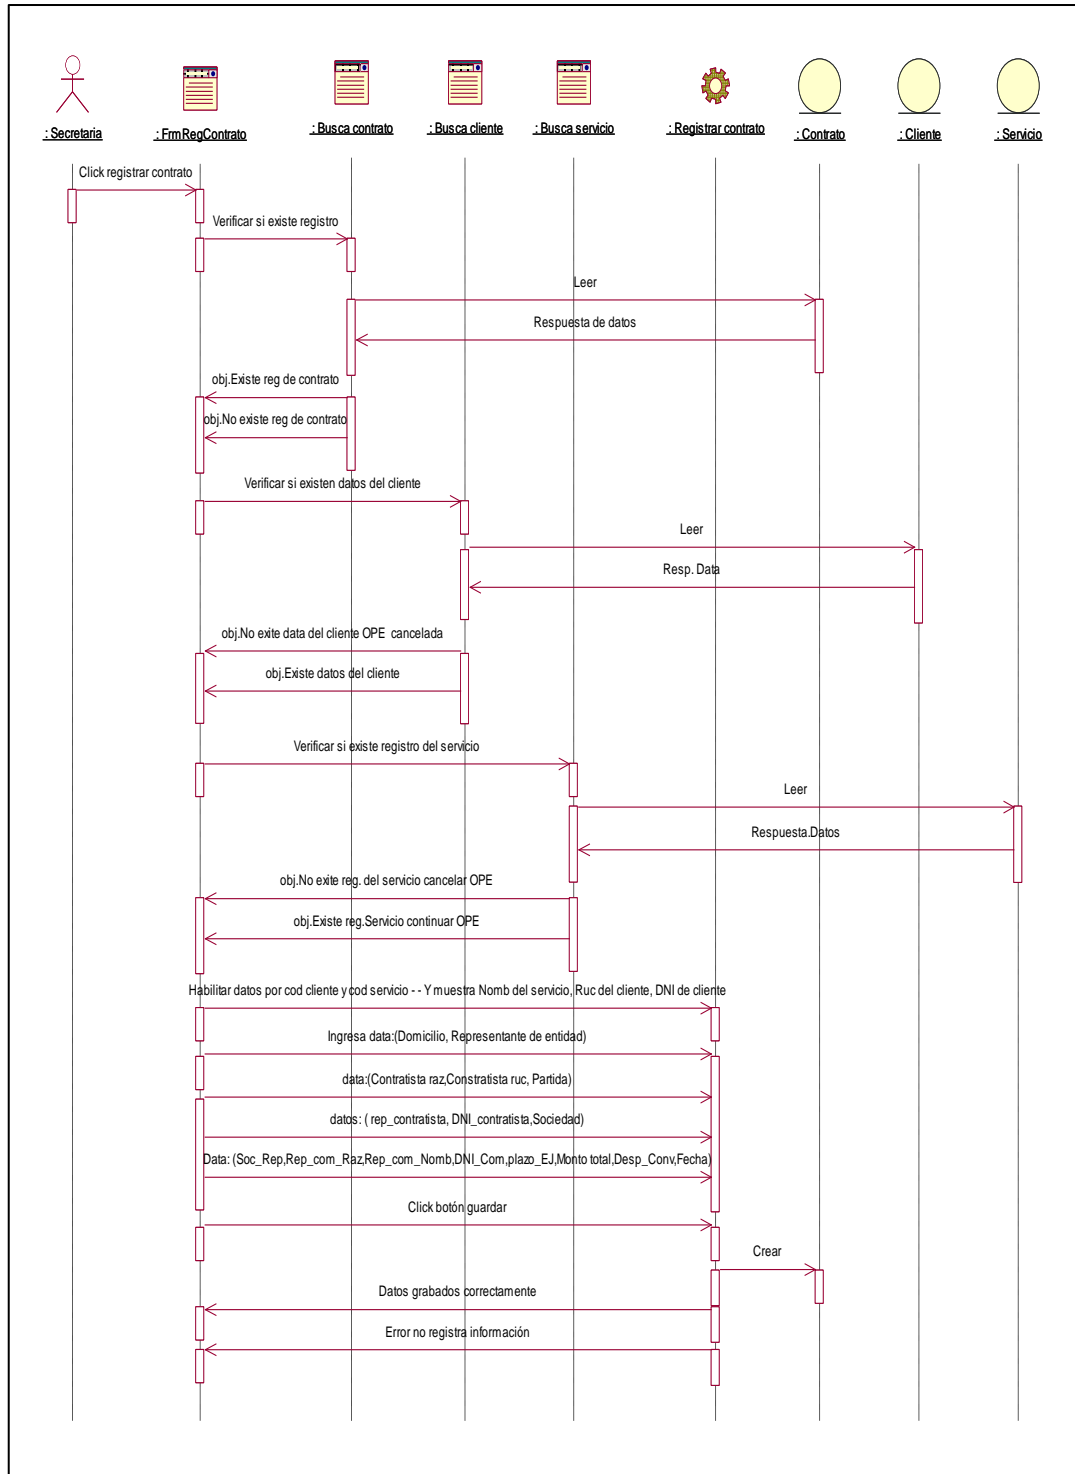 : Secretaria
: FrmRegContrato
: Busca contrato
: Busca cliente
: Busca servicio
: Registrar contrato
: Contrato
: Cliente
: Servicio
Click registrar contrato
Verificar si existe registro
Leer
Respuesta de datos
obj.Existe reg de contrato
obj.No existe reg de contrato
Verificar si existen datos del cliente
Leer
Resp. Data
obj.No exite data del cliente OPE cancelada
obj.Existe datos del cliente
Verificar si existe registro del servicio
Leer
Respuesta.Datos
obj.No exite reg. del servicio cancelar OPE
obj.Existe reg.Servicio continuar OPE
Habilitar datos por cod cliente y cod servicio - - Y muestra Nomb del servicio, Ruc del cliente, DNI de cliente
Ingresa data:(Domicilio, Representante de entidad)
data:(Contratista raz,Constratista ruc, Partida)
datos: ( rep_contratista, DNI_contratista,Sociedad)
Data: (Soc_Rep,Rep_com_Raz,Rep_com_Nomb,DNI_Com,plazo_EJ,Monto total,Desp_Conv,Fecha)
Click botón guardar
Crear
Datos grabados correctamente
Error no registra información